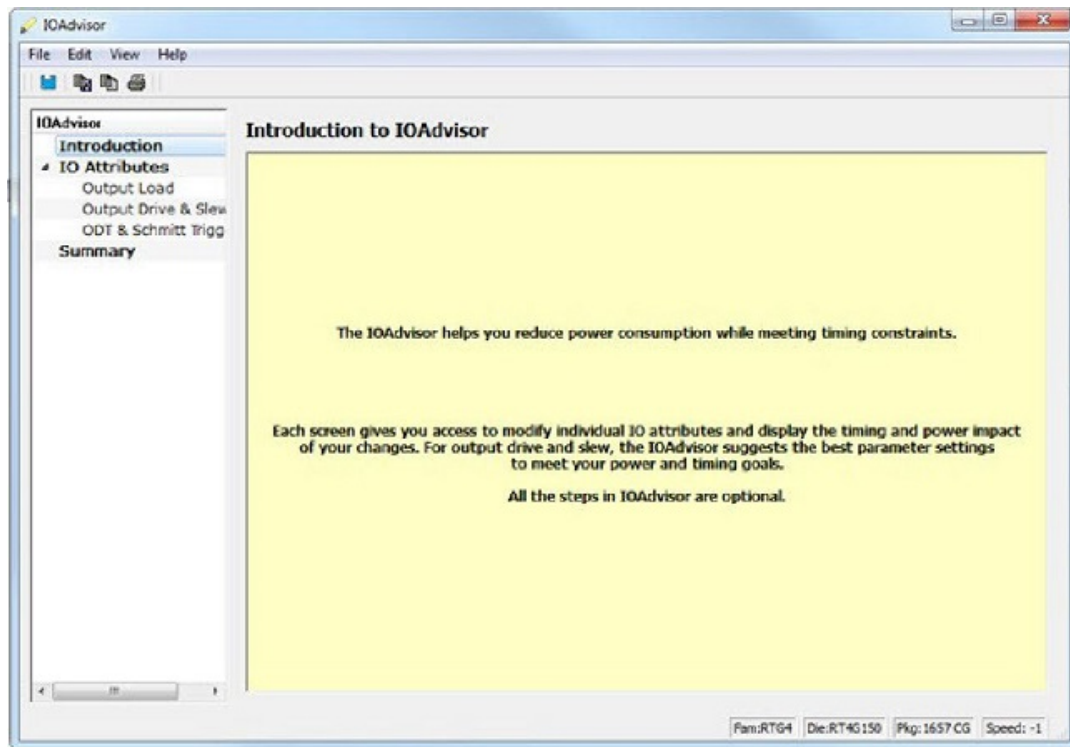 IOAdvisor
File Edit View Help
IOAdvisor
Introduction
IO Attributes
Output Load
Output Drive & Slew
ODT & Schmitt Trigg
Summary
Introduction to IOAdvisor
The IOAdvisor helps you reduce power consumption while meeting timing constraints.
Each screen gives you access to modify individual IO attributes and display the timing and power impact
of your changes. For output drive and slew, the IOAdvisor suggests the best parameter settings
to meet your power and timing goals.
All the steps in IOAdvisor are optional.
Fam:RTG4 Die:RT4G150 Pkg:1657 CG Speed: -1